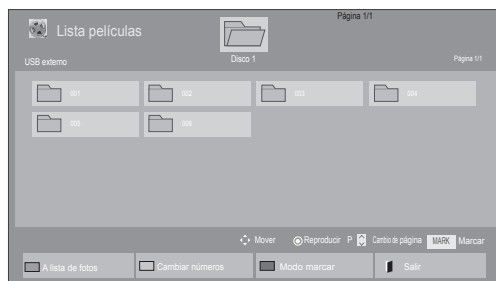 Página 1/1
Lista películas
USB externo
Disco 1
Página 1/1
001
002
003
004
005
006
Mover
Reproducir
P
Cambio de página
MARK
Marcar
A lista de fotos
Cambiar números
Modo marcar
Salir